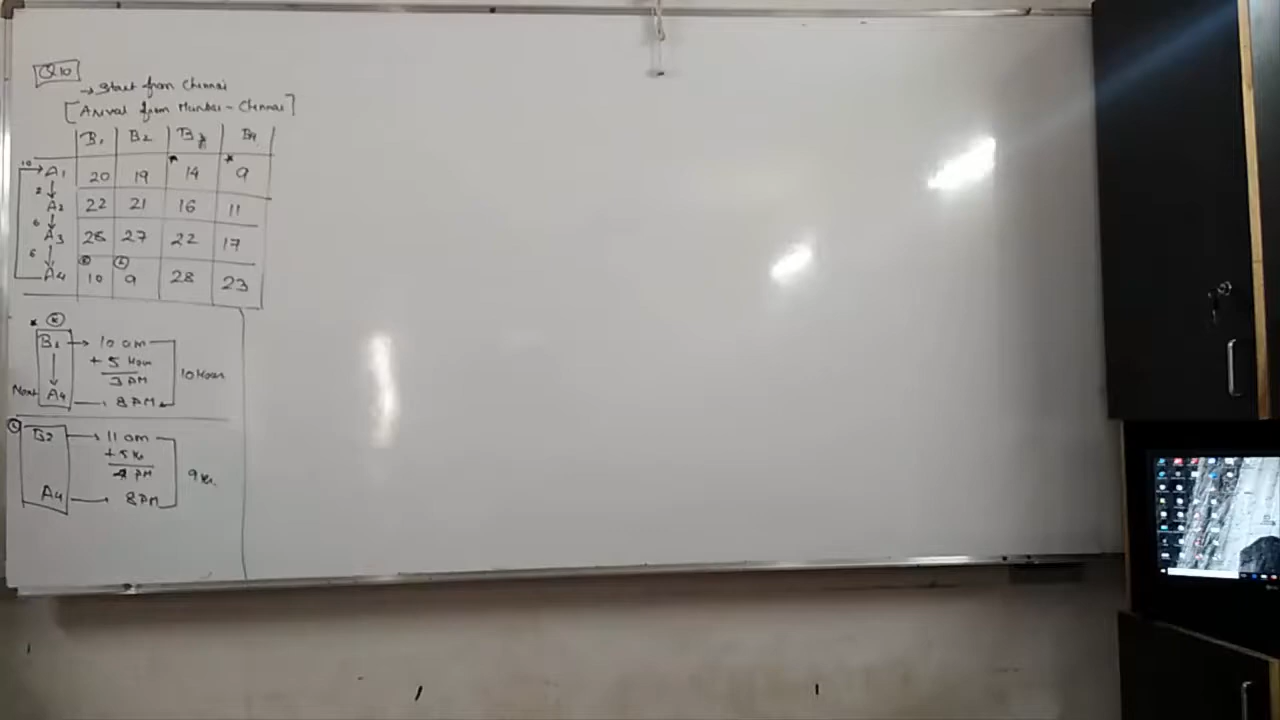 Q10
→ Start from Chennai
[Arrival from Mumbai - Chennai]
B1 B2 B3 B4
10 → A1 20 19 14 9
2 A2 22 21 16 11
6 A3 28 27 22 17
6 A4 10 9 28 23
B1 → 10 am
+ 5 Hour
3 PM
10 Hours
Next A4 → 8 PM
B2 → 11 am
+ 5 Hr
4 PM
9 Hr.
A4 → 8 PM